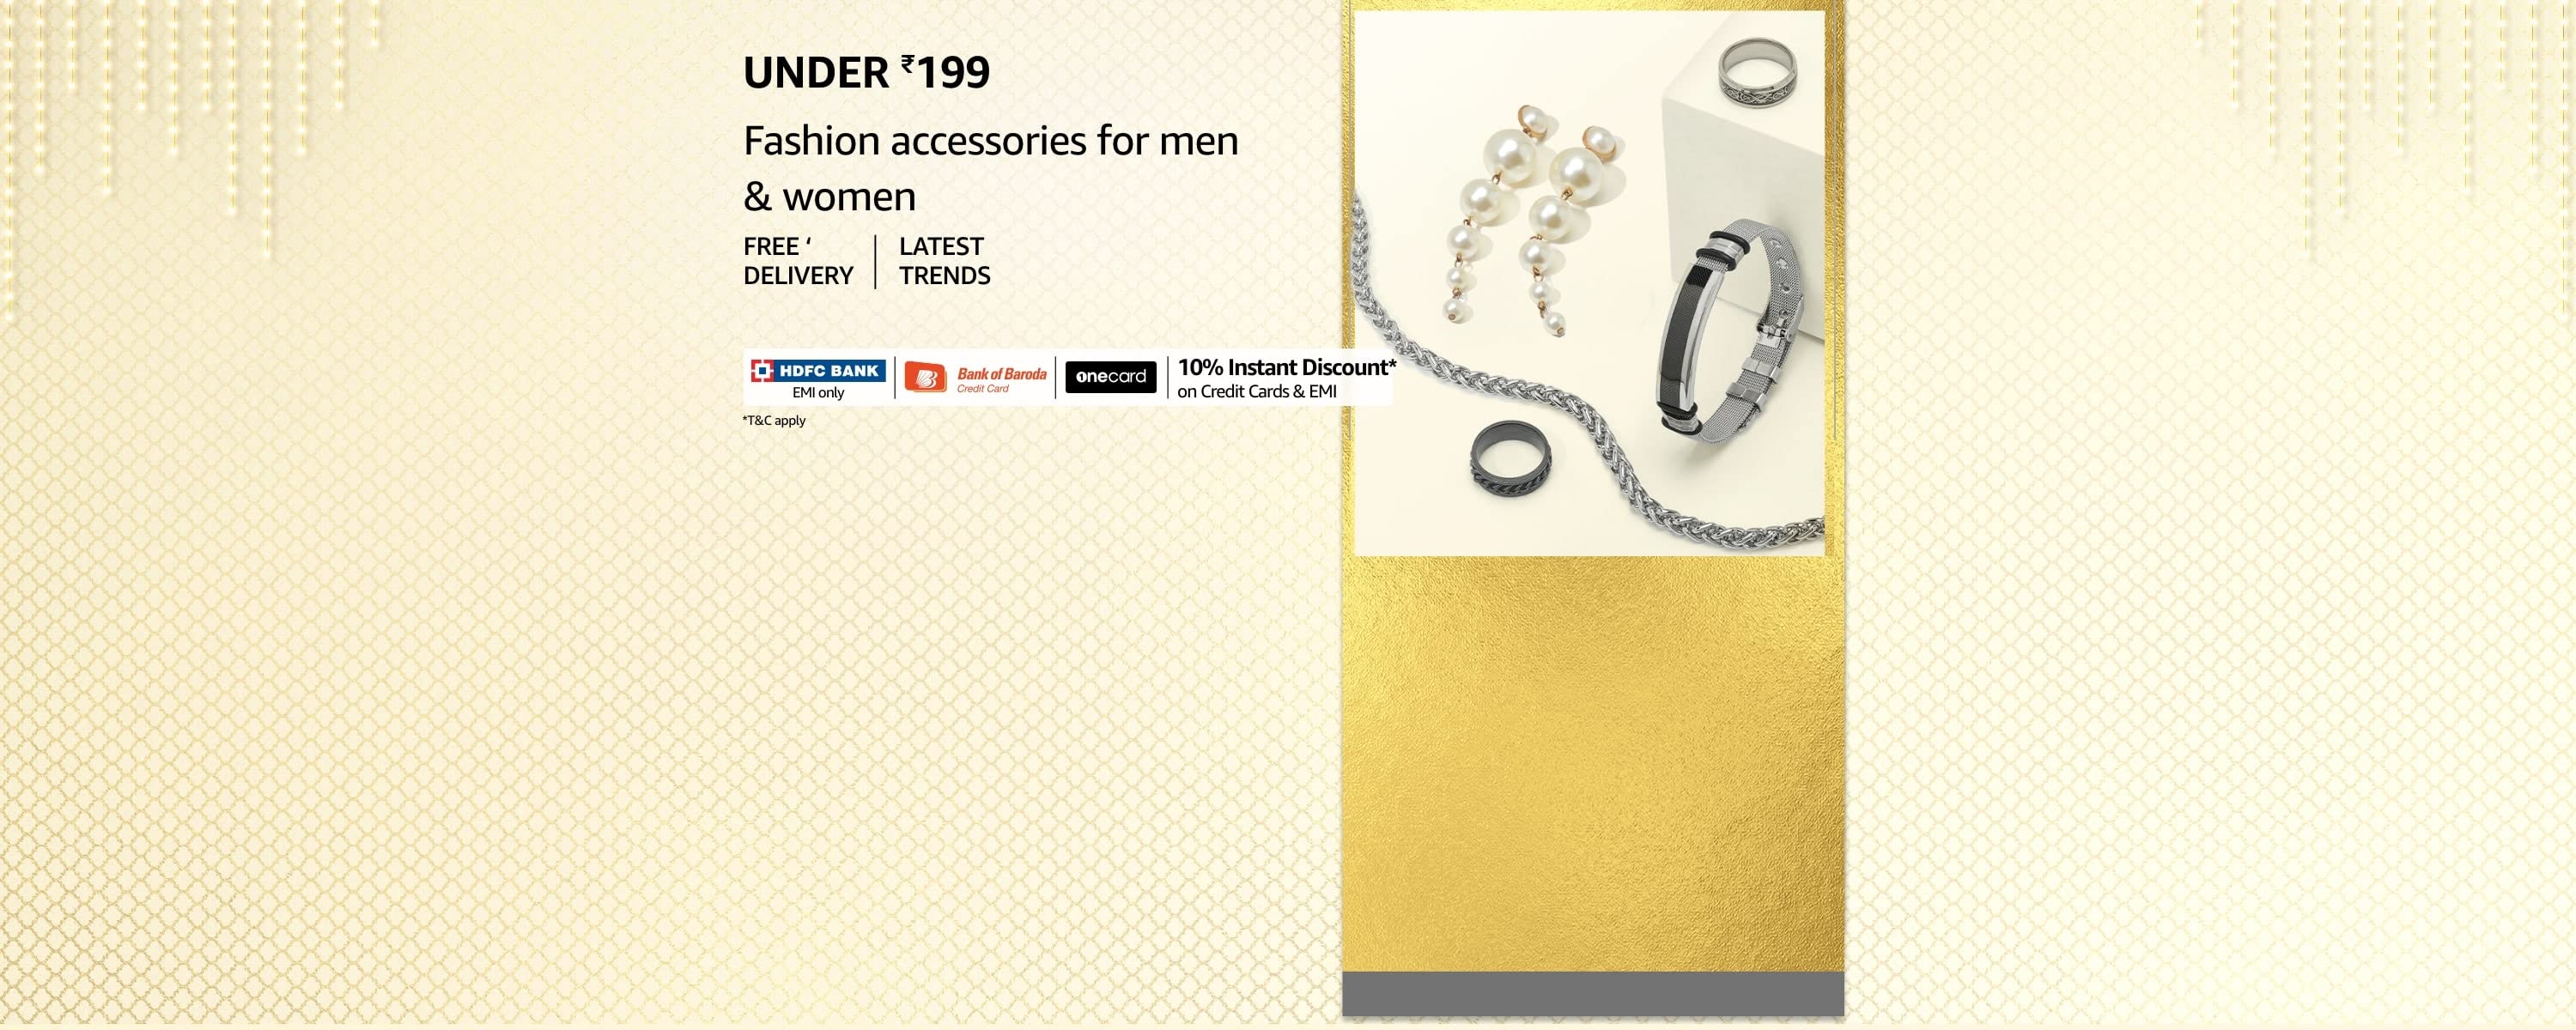 UNDER ₹199
Fashion accessories for men
& women
FREE ‘
DELIVERY
LATEST
TRENDS
HDFC BANK
EMI only
Bank of Baroda
Credit Card
onecard
10% Instant Discount*
on Credit Cards & EMI
*T&C apply